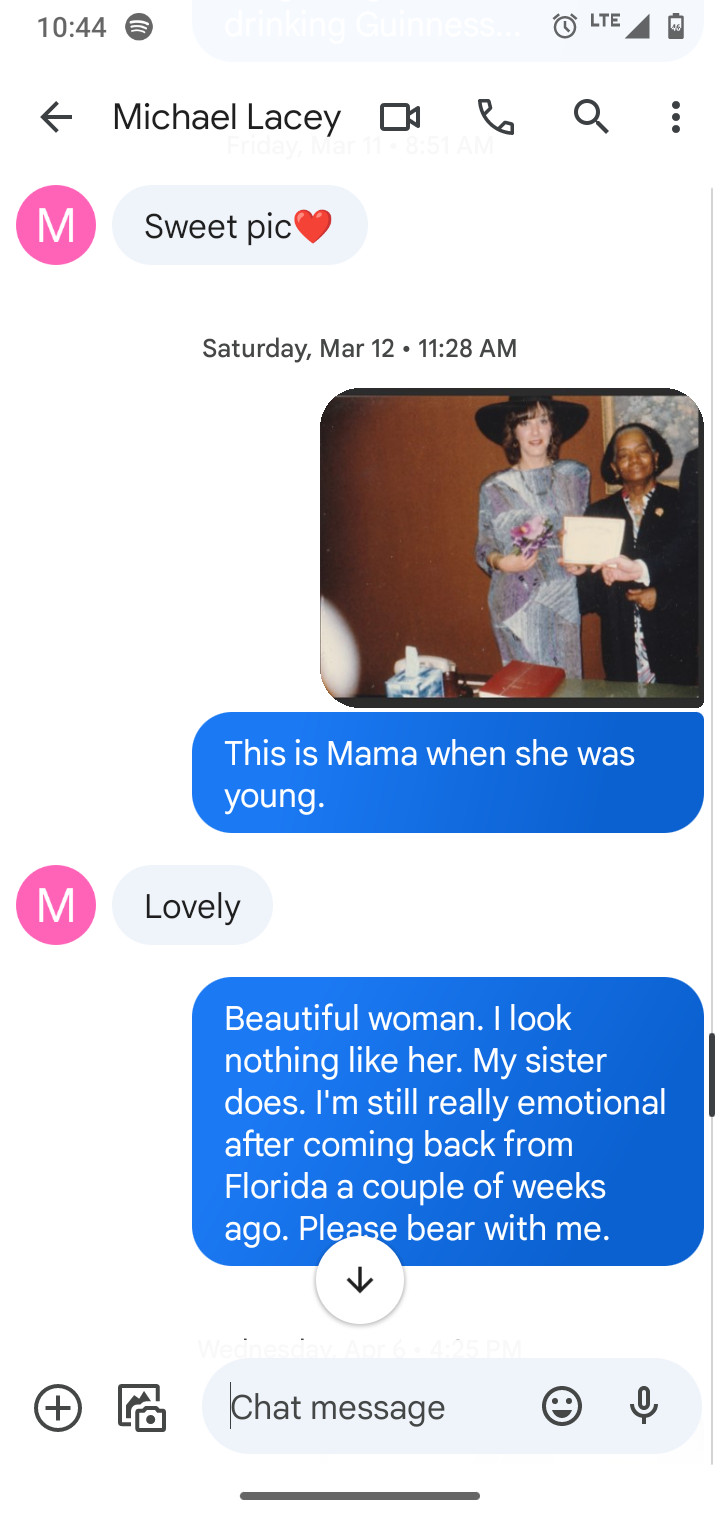 drinking Guinness...
10:44
LTE
46
Michael Lacey
Friday, Mar 11 • 8:51 AM
M
Sweet pic❤️
Saturday, Mar 12 • 11:28 AM
This is Mama when she was
young.
M
Lovely
Beautiful woman. I look
nothing like her. My sister
does. I'm still really emotional
after coming back from
Florida a couple of weeks
ago. Please bear with me.
Wednesday, Apr 6 • 4:25 PM
Chat message